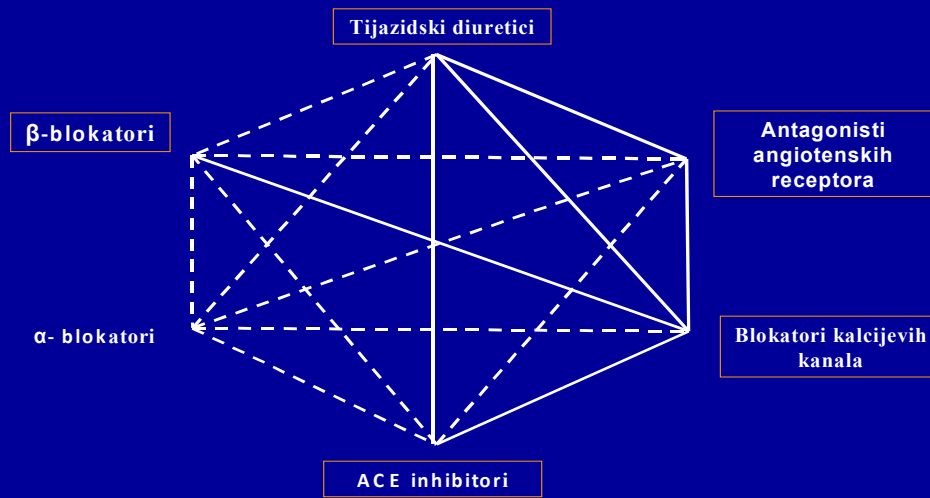 Tijazidski diuretici
β-blokatori
Antagonisti
angiotenskih
receptora
α- blokatori
Blokatori kalcijevih
kanala
ACE inhibitori